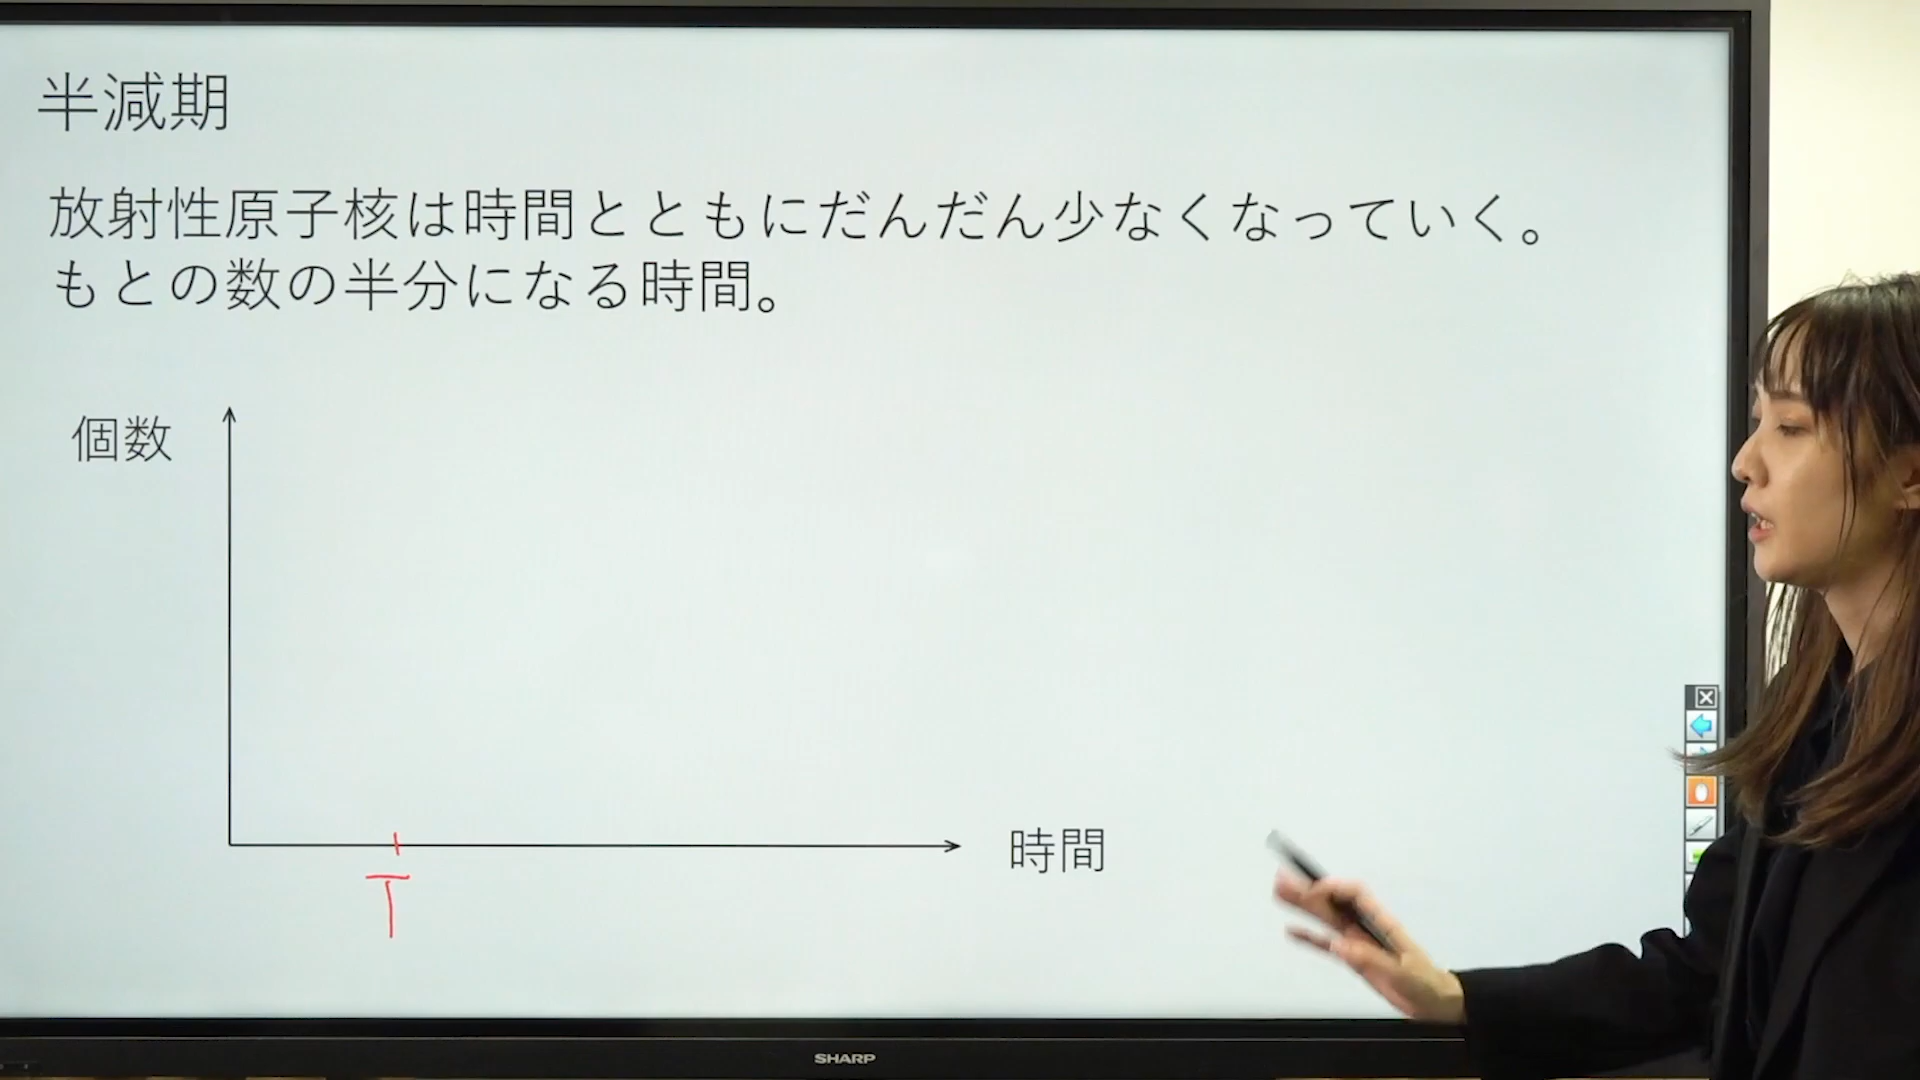 半減期
放射性原子核は時間とともにだんだん少なくなっていく。
もとの数の半分になる時間。
個数
時間
T
SHARP